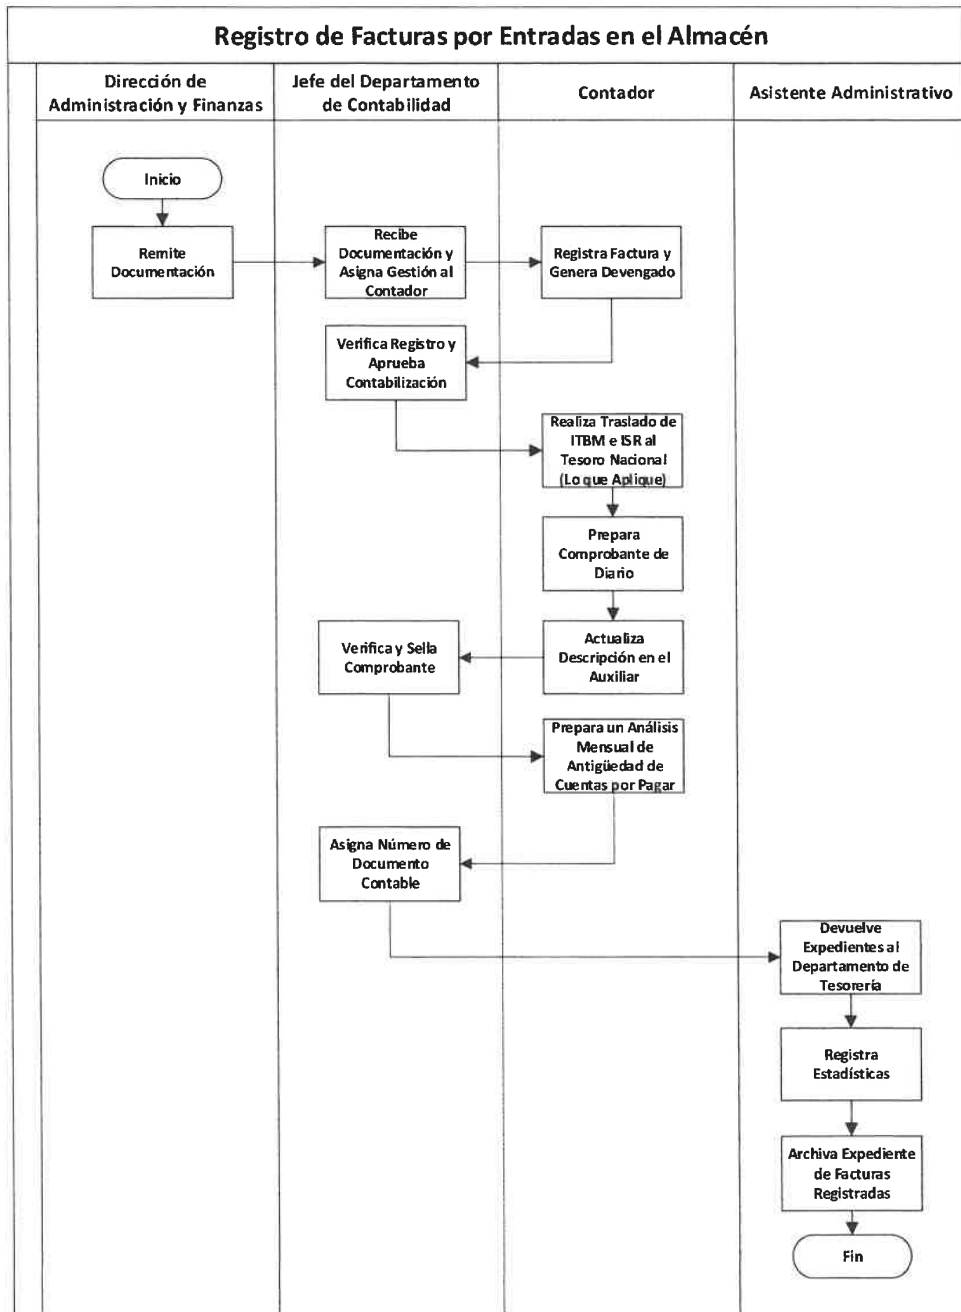 Registro de Facturas por Entradas en el Almacén
Dirección de
Administración y Finanzas
Jefe del Departamento
de Contabilidad
Contador
Asistente Administrativo
Inicio
Remite
Documentación
Recibe
Documentación y
Asigna Gestión al
Contador
Registra Factura y
Genera Devengado
Verifica Registro y
Aprueba
Contabilización
Realiza Traslado de
ITBM e ISR al
Tesoro Nacional
(Lo que Aplique)
Prepara
Comprobante de
Diario
Actualiza
Descripción en el
Auxiliar
Verifica y Sella
Comprobante
Prepara un Análisis
Mensual de
Antigüedad de
Cuentas por Pagar
Asigna Número de
Documento
Contable
Devuelve
Expedientes al
Departamento de
Tesorería
Registra
Estadísticas
Archiva Expediente
de Facturas
Registradas
Fin